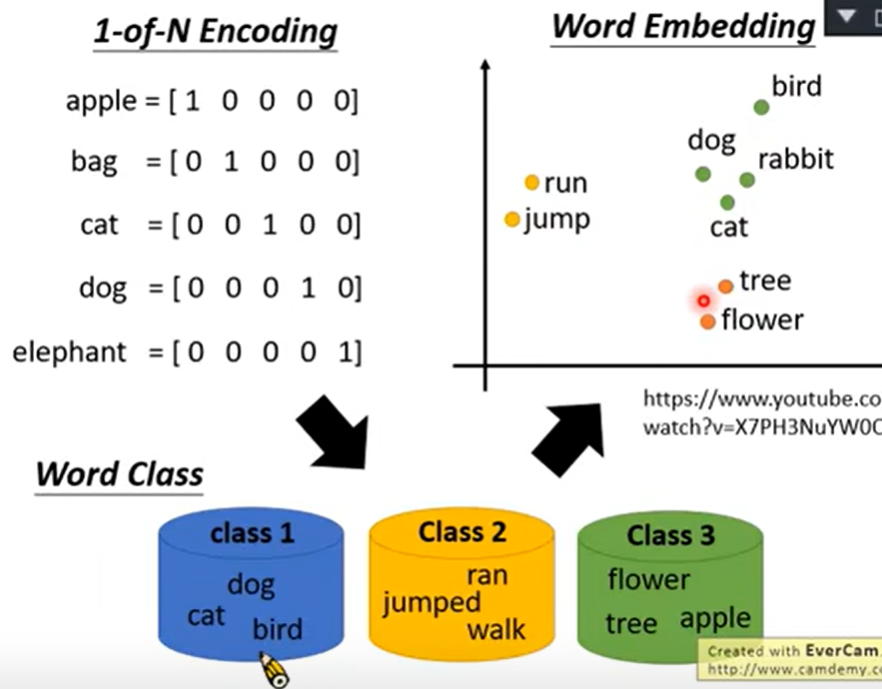 1-of-N Encoding
apple = [ 1 0 0 0 0]
bag = [0 1 0 0 0]
cat = [0 0 1 0 0]
dog = [0 0 0 1 0]
elephant = [0 0 0 0 1]
Word Embedding
bird
dog
rabbit
run
jump
cat
tree
flower
https://www.youtube.co
watch?v=X7PH3NuYW0
Word Class
class 1
dog
cat
bird
Class 2
ran
jumped
walk
Class 3
flower
tree apple
Created with EverCam.
http://www.camdemy.c